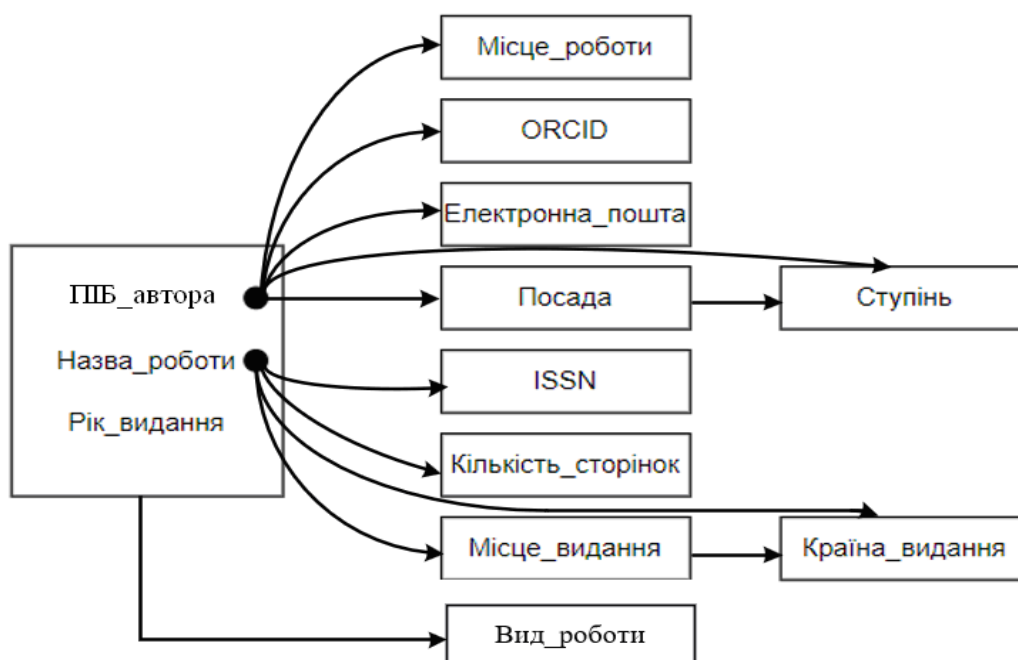 Місце_роботи
ORCID
Електронна_пошта
ПІБ_автора
Посада
Ступінь
Назва_роботи
ISSN
Рік_видання
Кількість_сторінок
Місце_видання
Країна_видання
Вид_роботи